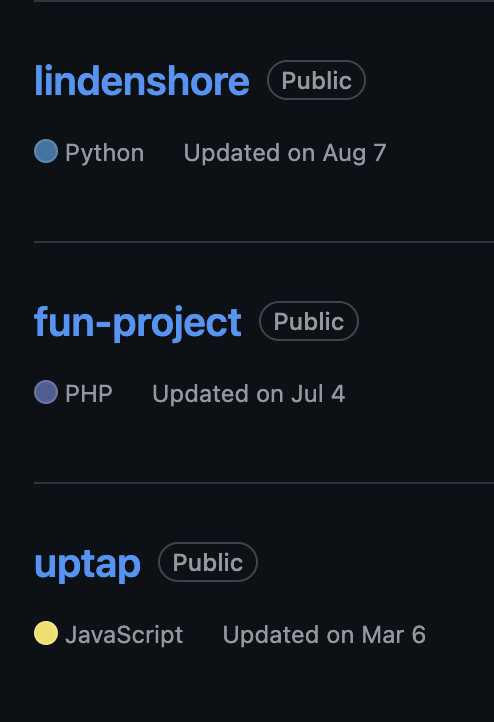 lindenshore Public
Python Updated on Aug 7
fun-project Public
PHP Updated on Jul 4
uptap Public
JavaScript Updated on Mar 6